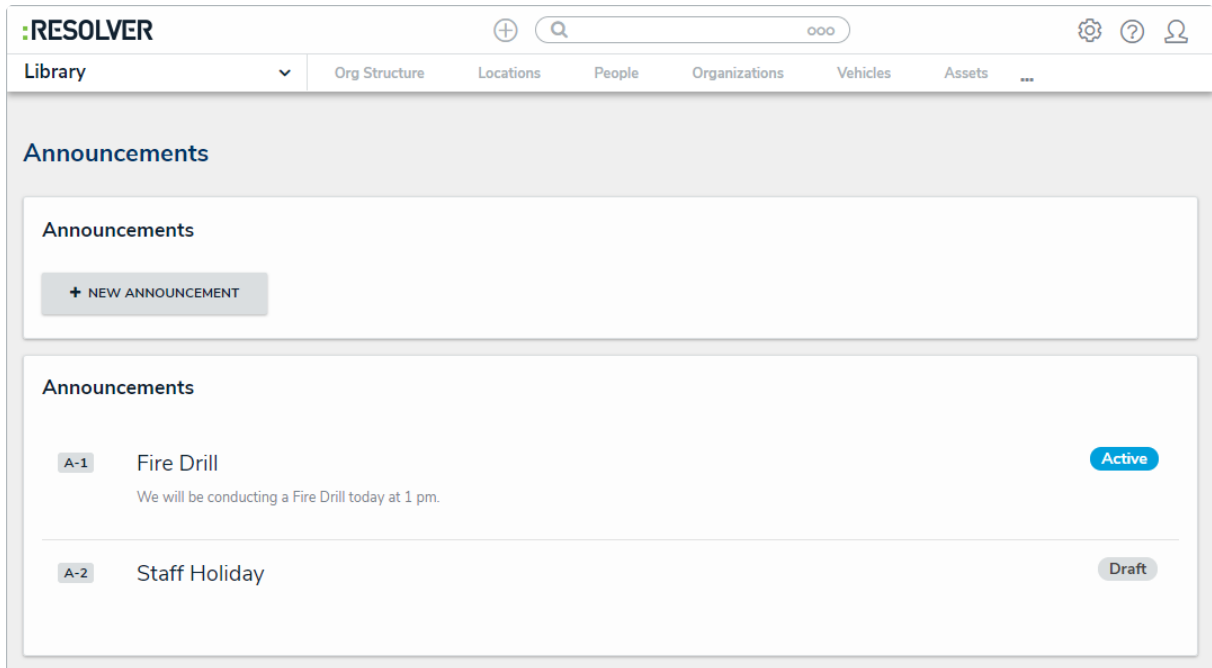 :RESOLVER
ooo
Library Org Structure Locations People Organizations Vehicles Assets ...
Announcements
Announcements
+ NEW ANNOUNCEMENT
Announcements
A-1 Fire Drill Active
We will be conducting a Fire Drill today at 1 pm.
A-2 Staff Holiday Draft